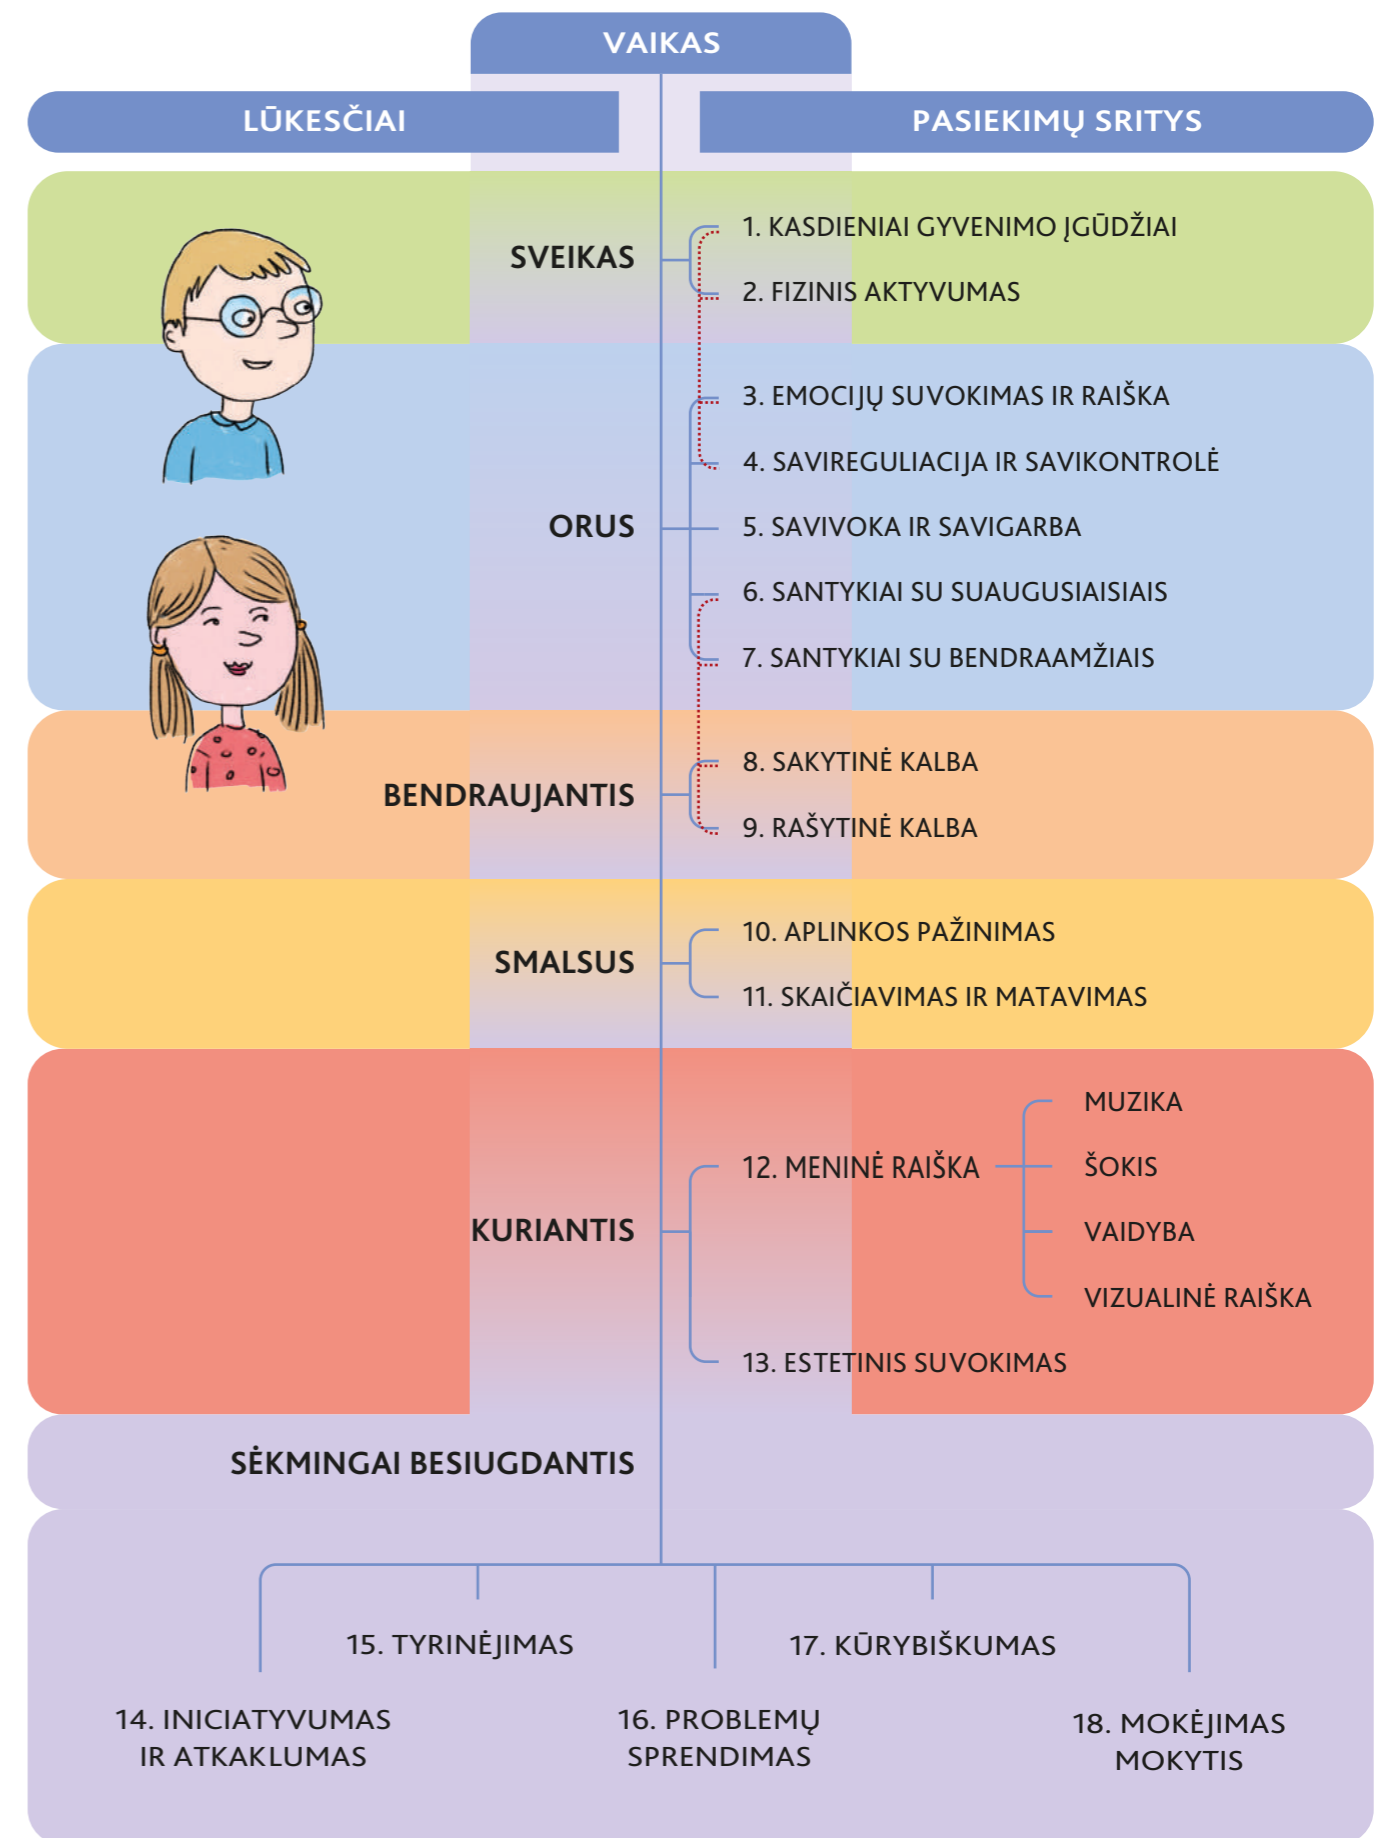 VAIKAS
LŪKESČIAI
PASIEKIMŲ SRITYS
SVEIKAS
1. KASDIENIAI GYVENIMO ĮGŪDŽIAI
2. FIZINIS AKTYVUMAS
ORUS
3. EMOCIJŲ SUVOKIMAS IR RAIŠKA
4. SAVIREGULIACIJA IR SAVIKONTROLĖ
5. SAVIVOKA IR SAVIGARBA
6. SANTYKIAI SU SUAUGUSIAISIAIS
7. SANTYKIAI SU BENDRAAMŽIAIS
BENDRAUJANTIS
8. SAKYTINĖ KALBA
9. RAŠYTINĖ KALBA
SMALSUS
10. APLINKOS PAŽINIMAS
11. SKAIČIAVIMAS IR MATAVIMAS
KURIANTIS
12. MENINĖ RAIŠKA
MUZIKA
ŠOKIS
VAIDYBA
VIZUALINĖ RAIŠKA
13. ESTETINIS SUVOKIMAS
SĖKMINGAI BESIUGDANTIS
14. INICIATYVUMAS
IR ATKAKLUMAS
15. TYRINĖJIMAS
16. PROBLEMŲ
SPRENDIMAS
17. KŪRYBIŠKUMAS
18. MOKĖJIMAS
MOKYTIS